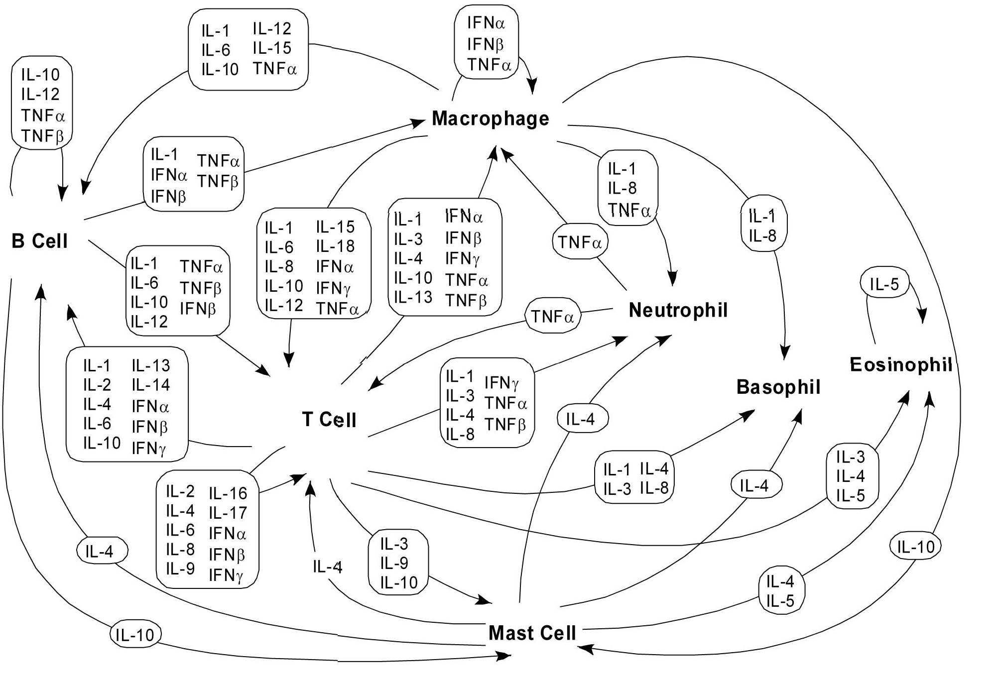 IL-1 IL-12
IL-6 IL-15
IL-10 TNFα
IFNα
IFNβ
TNFα
IL-10
IL-12
TNFα
TNFβ
Macrophage
IL-1 TNFα
IFNα TNFβ
IFNβ
IL-1
IL-8
TNFα
IL-1
IL-8
B Cell
IL-1 IL-15
IL-6 IL-18
IL-8 IFNα
IL-10 IFNγ
IL-12 TNFα
IL-1 IFNα
IL-3 IFNβ
IL-4 IFNγ
IL-10 TNFα
IL-13 TNFβ
TNFα
IL-1 TNFα
IL-6 TNFβ
IL-10 IFNβ
IL-12
IL-5
TNFα
Neutrophil
IL-1 IL-13
IL-2 IL-14
IL-4 IFNα
IL-6 IFNβ
IL-10 IFNγ
IL-1 IFNγ
IL-3 TNFα
IL-4 TNFβ
IL-8
Eosinophil
Basophil
T Cell
IL-4
IL-1 IL-4
IL-3 IL-8
IL-4
IL-3
IL-4
IL-5
IL-2 IL-16
IL-4 IL-17
IL-6 IFNα
IL-8 IFNβ
IL-9 IFNγ
IL-4
IL-4
IL-3
IL-9
IL-10
IL-10
IL-4
IL-5
IL-10
Mast Cell